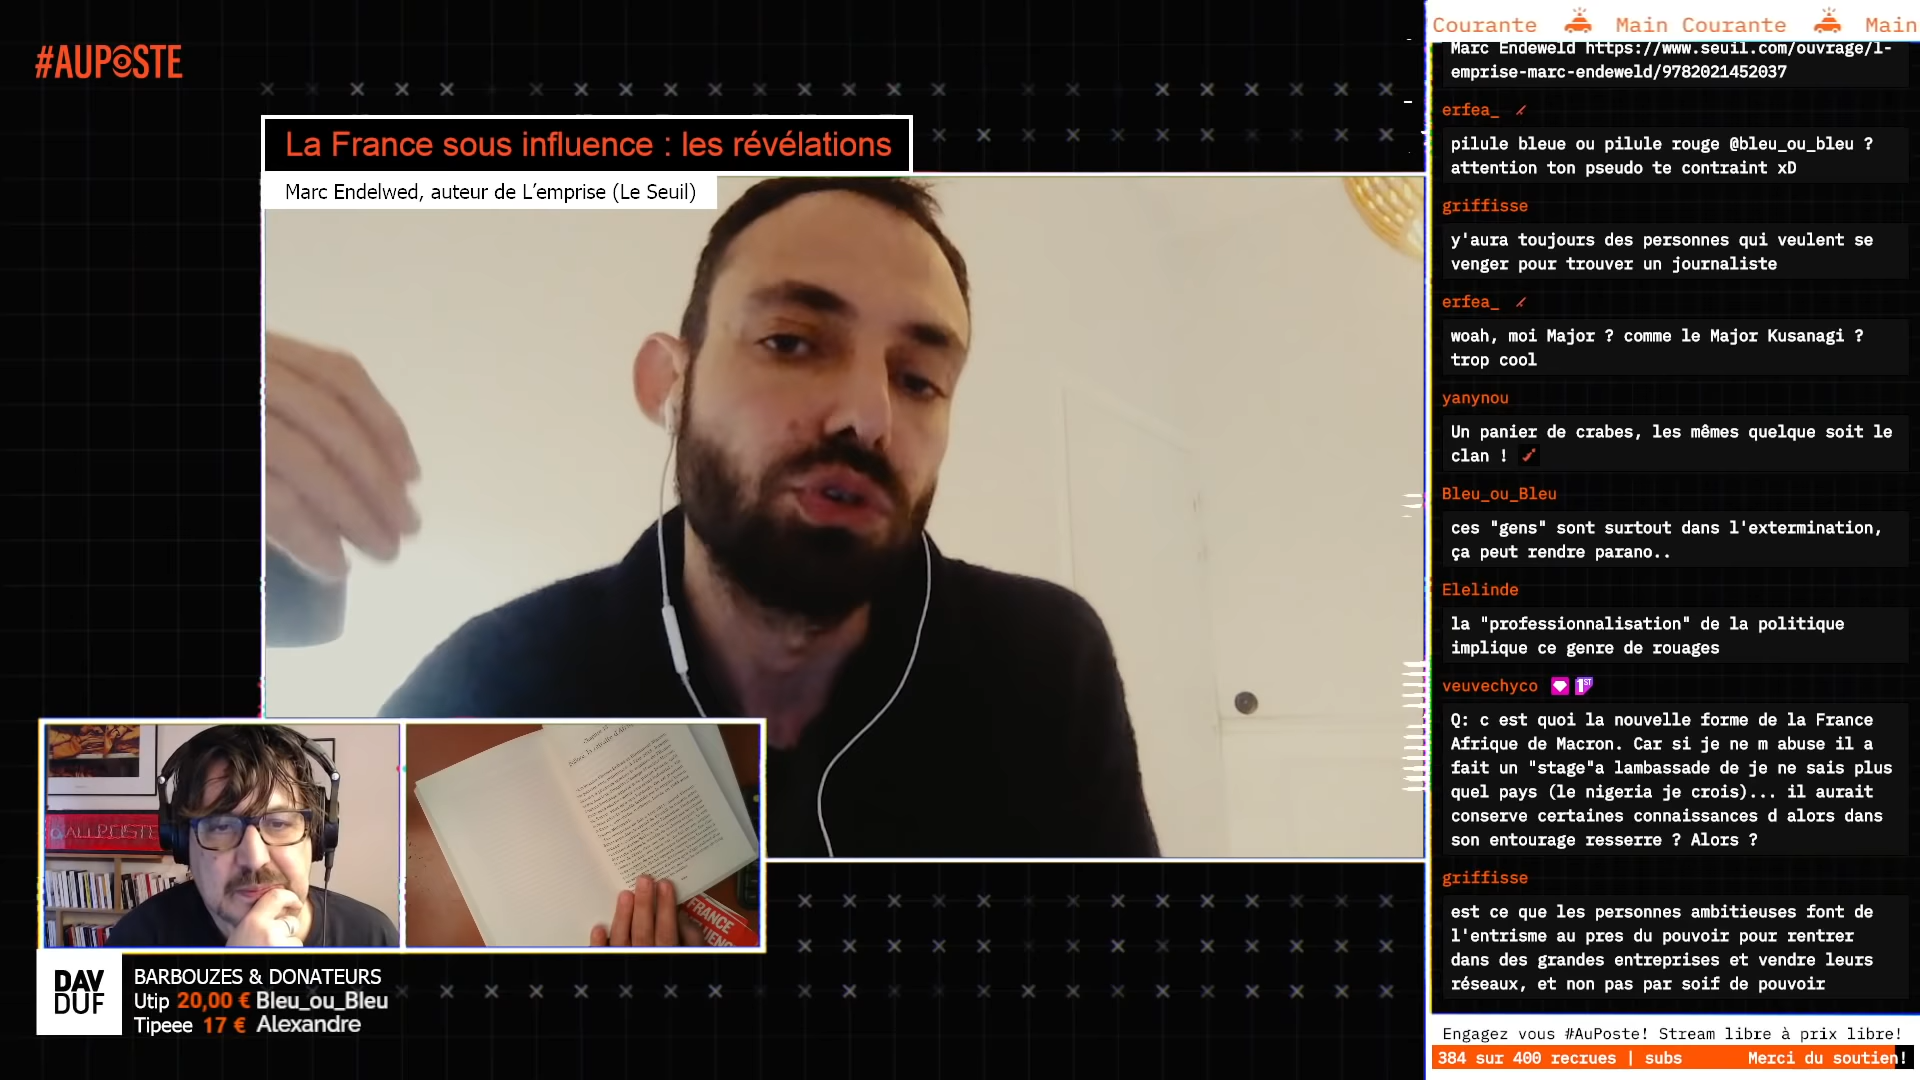 #AUPOSTE
La France sous influence : les révélations
Marc Endelwed, auteur de L'emprise (Le Seuil)
AUPOSTE
FRANCE
DAV
DUF
BARBOUZES & DONATEURS
Utip 20,00 € Bleu_ou_Bleu
Tipeee 17 € Alexandre
Courante Main Courante Main
Marc Endeweld https://www.seuil.com/ouvrage/l-
emprise-marc-endeweld/9782021452037
erfea_
pilule bleue ou pilule rouge @bleu_ou_bleu ?
attention ton pseudo te contraint xD
griffisse
y'aura toujours des personnes qui veulent se
venger pour trouver un journaliste
erfea_
woah, moi Major ? comme le Major Kusanagi ?
trop cool
yanynou
Un panier de crabes, les mêmes quelque soit le
clan !
Bleu_ou_Bleu
ces "gens" sont surtout dans l'extermination,
ça peut rendre parano..
Elelinde
la "professionnalisation" de la politique
implique ce genre de rouages
veuvechyco 1ST
Q: c est quoi la nouvelle forme de la France
Afrique de Macron. Car si je ne m abuse il a
fait un "stage"a lambassade de je ne sais plus
quel pays (le nigeria je crois)... il aurait
conserve certaines connaissances d alors dans
son entourage resserre ? Alors ?
griffisse
est ce que les personnes ambitieuses font de
l'entrisme au pres du pouvoir pour rentrer
dans des grandes entreprises et vendre leurs
réseaux, et non pas par soif de pouvoir
Engagez vous #AuPoste! Stream libre à prix libre!
384 sur 400 recrues | subs Merci du soutien!